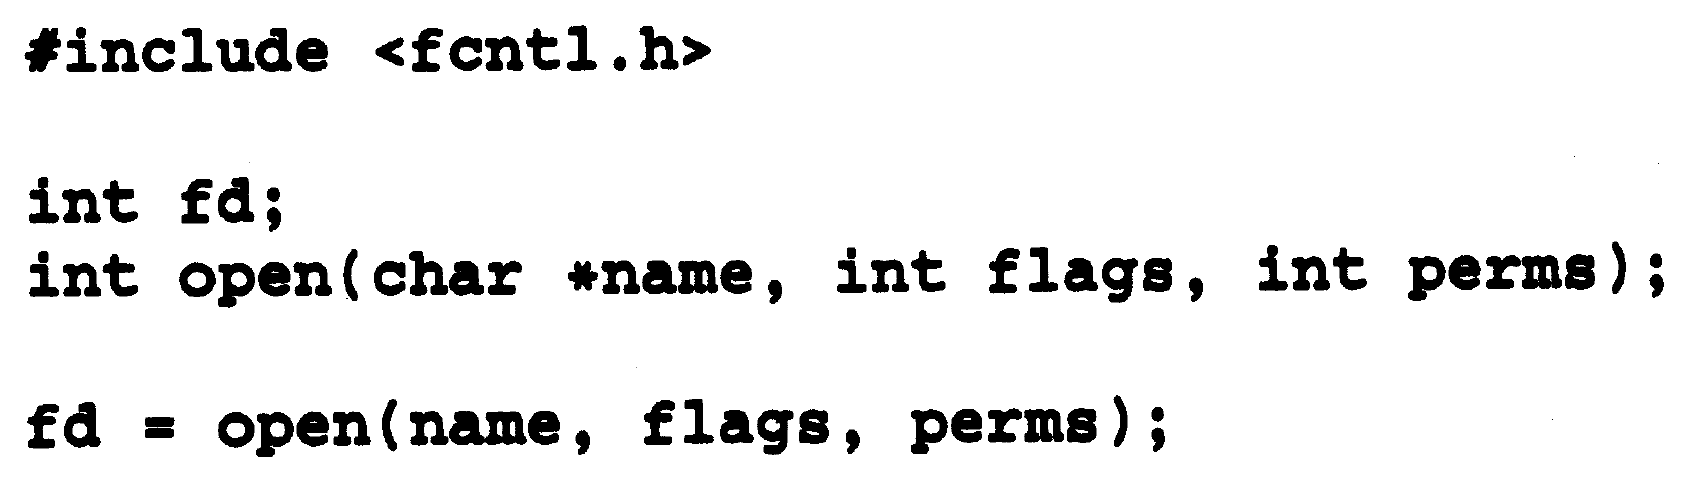 #include <fcntl.h>
int fd;
int open(char *name, int flags, int perms);
fd = open(name, flags, perms);